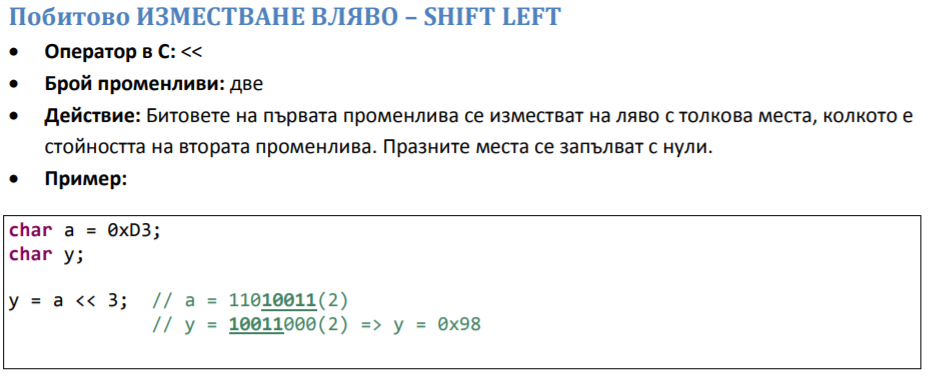 Побитово ИЗМЕСТВАНЕ ВЛЯВО – SHIFT LEFT
• Оператор в C: <<
• Брой променливи: две
• Действие: Битовете на първата променлива се изместват на ляво с толкова места, колкото е
стойността на втората променлива. Празните места се запълват с нули.
• Пример:
char a = 0xD3;
char y;
y = a << 3; // a = 11010011(2)
// y = 10011000(2) => y = 0x98